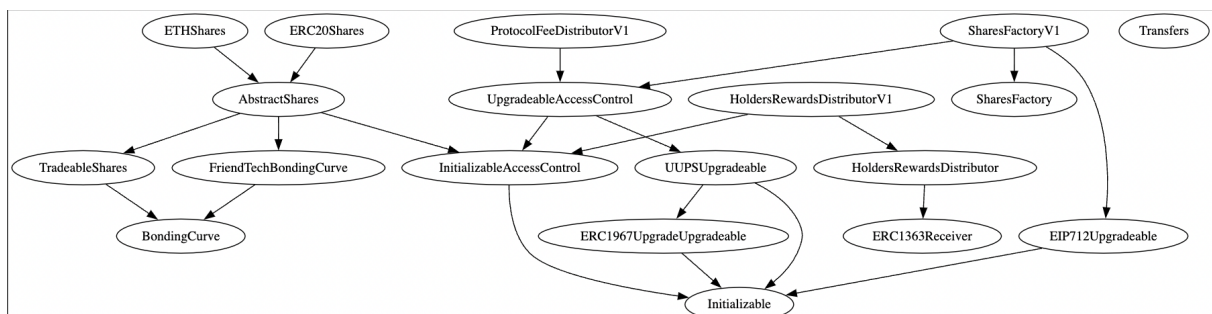 ETHShares
ERC20Shares
ProtocolFeeDistributorV1
SharesFactoryV1
Transfers
AbstractShares
UpgradeableAccessControl
HoldersRewardsDistributorV1
SharesFactory
TradeableShares
FriendTechBondingCurve
InitializableAccessControl
UUPSUpgradeable
HoldersRewardsDistributor
BondingCurve
ERC1967UpgradeUpgradeable
ERC1363Receiver
EIP712Upgradeable
Initializable